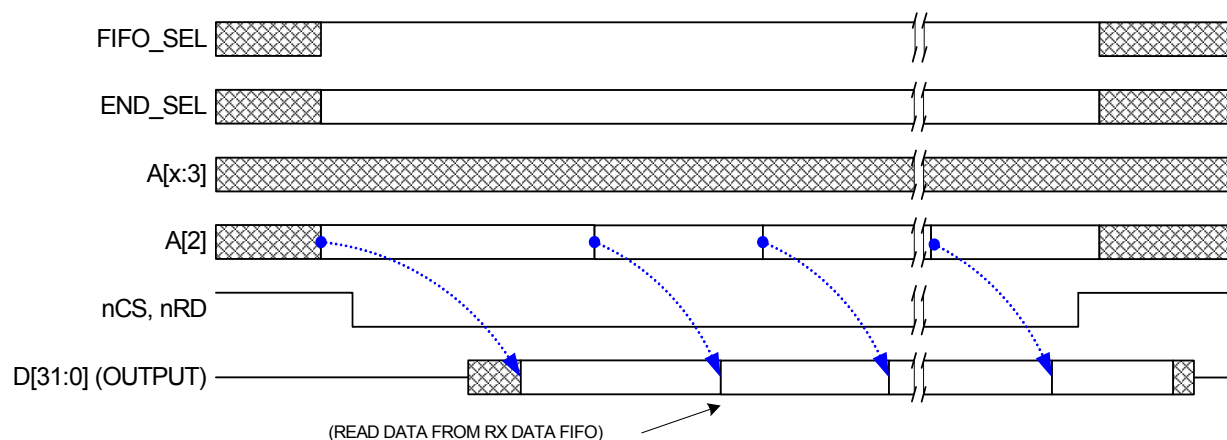 FIFO_SEL
END_SEL
A[x:3]
A[2]
nCS, nRD
D[31:0] (OUTPUT)
(READ DATA FROM RX DATA FIFO)